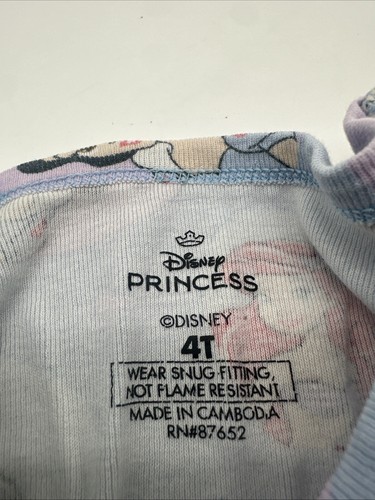 Disney
PRINCESS
©DISNEY
4T
WEAR SNUG-FITTING,
NOT FLAME RESISTANT
MADE IN CAMBODIA
RN#87652